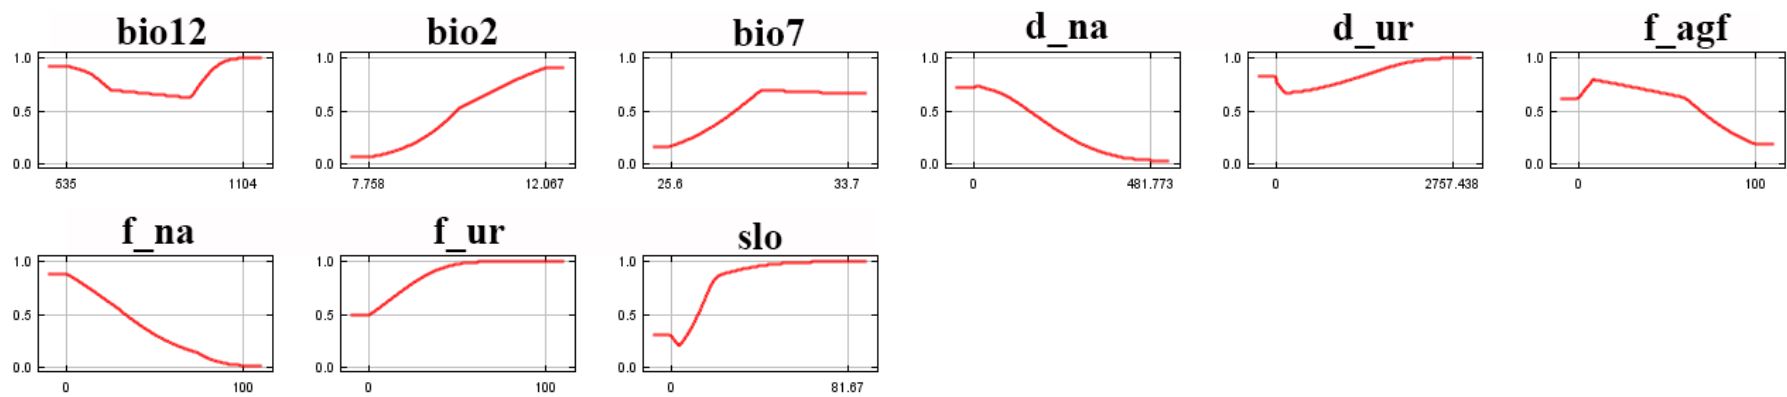 bio12 bio2 bio7 d_na d_ur f_agf
1.0 1.0 1.0 1.0 1.0 1.0
0.5 0.5 0.5 0.5 0.5 0.5
0.0 0.0 0.0 0.0 0.0 0.0
535 1104 7.758 12.067 25.6 33.7 0 481.773 0 2757.438 0 100
f_na f_ur slo
1.0 1.0 1.0
0.5 0.5 0.5
0.0 0.0 0.0
0 100 0 100 0 81.67